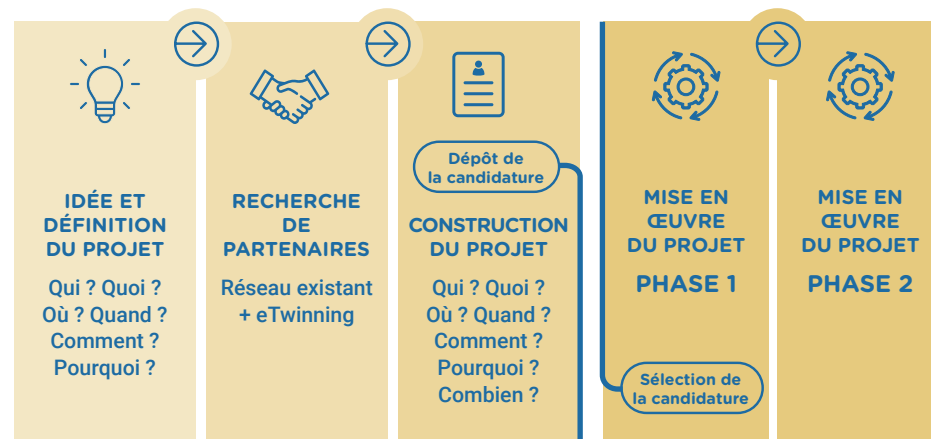 IDÉE ET
DÉFINITION
DU PROJET
Qui ? Quoi ?
Où ? Quand ?
Comment ?
Pourquoi ?
RECHERCHE
DE
PARTENAIRES
Réseau existant
+ eTwinning
Dépôt de
la candidature
CONSTRUCTION
DU PROJET
Qui ? Quoi ?
Où ? Quand ?
Comment ?
Pourquoi ?
Combien ?
MISE EN
ŒUVRE
DU PROJET
PHASE 1
Sélection de
la candidature
MISE EN
ŒUVRE
DU PROJET
PHASE 2